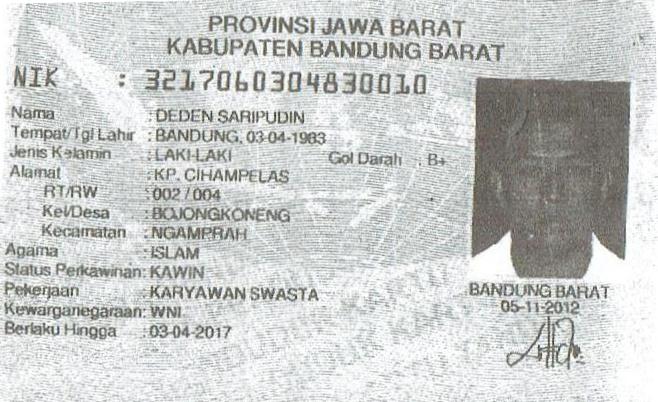 PROVINSI JAWA BARAT
KABUPATEN BANDUNG BARAT
NIK : 3217060304830010
Nama : DEDEN SARIPUDIN
Tempat/Tgl Lahir : BANDUNG, 03-04-1983
Jenis Kelamin : LAKI-LAKI Gol Darah : B+
Alamat : KP. CIHAMPELAS
RT/RW : 002 / 004
Kel/Desa : BOJONGKONENG
Kecamatan : NGAMPRAH
Agama : ISLAM
Status Perkawinan: KAWIN
Pekerjaan : KARYAWAN SWASTA
Kewarganegaraan: WNI
Berlaku Hingga : 03-04-2017
BANDUNG BARAT
05-11-2012